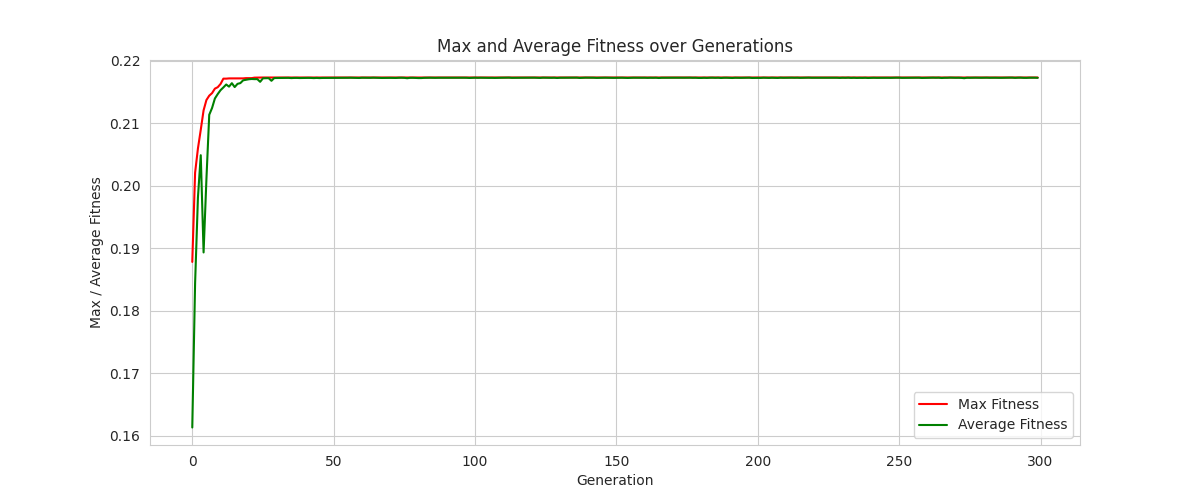 Max and Average Fitness over Generations
0.22
0.21
0.20
0.19
0.18
0.17
0.16
Max / Average Fitness
0 50 100 150 200 250 300
Generation
Max Fitness
Average Fitness